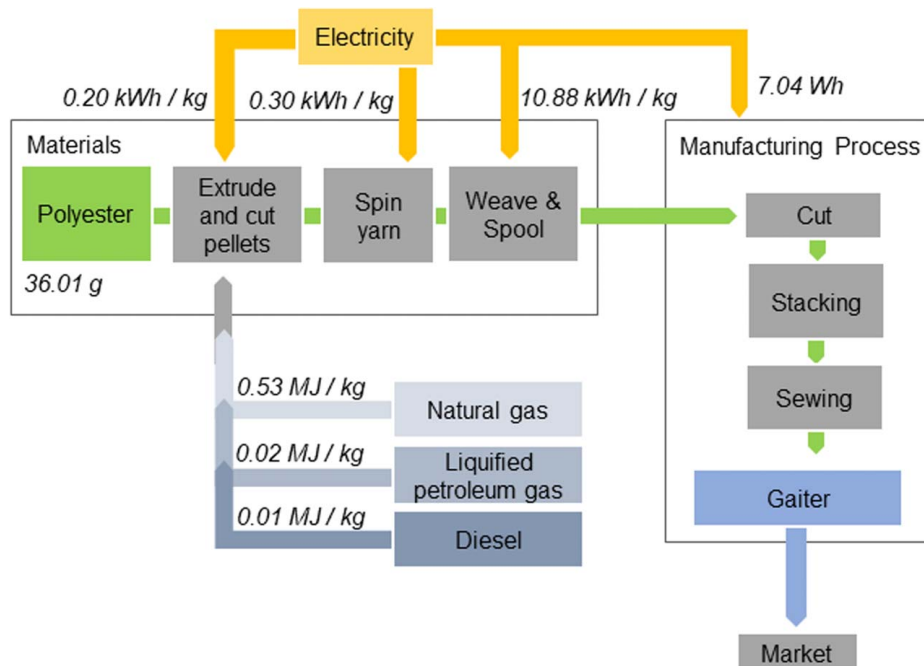 Electricity
0.20 kWh / kg
0.30 kWh / kg
10.88 kWh / kg
7.04 Wh
Materials
Polyester
Extrude
and cut
pellets
Spin
yarn
Weave &
Spool
36.01 g
0.53 MJ / kg
Natural gas
0.02 MJ / kg
Liquified
petroleum gas
0.01 MJ / kg
Diesel
Manufacturing Process
Cut
Stacking
Sewing
Gaiter
Market